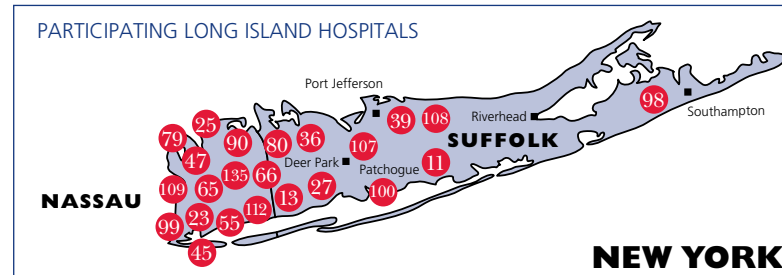 PARTICIPATING LONG ISLAND HOSPITALS
Port Jefferson
98
25
39
108
Riverhead
Southampton
79
90
80
36
SUFFOLK
107
47
Deer Park
11
135
66
Patchogue
109
65
27
NASSAU
13
100
112
23
55
99
45
NEW YORK